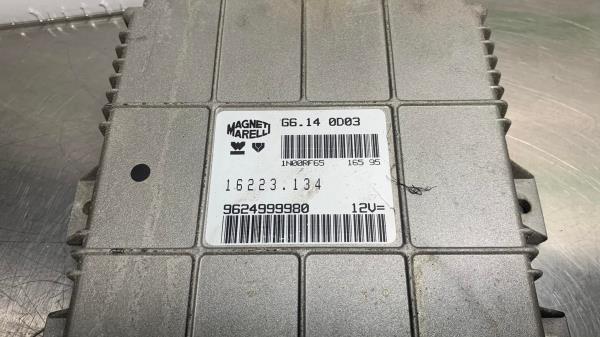 MAGNETI MARELLI G6.14 0D03
1N00RF65 165 95
16223.134
9624999980 12V=